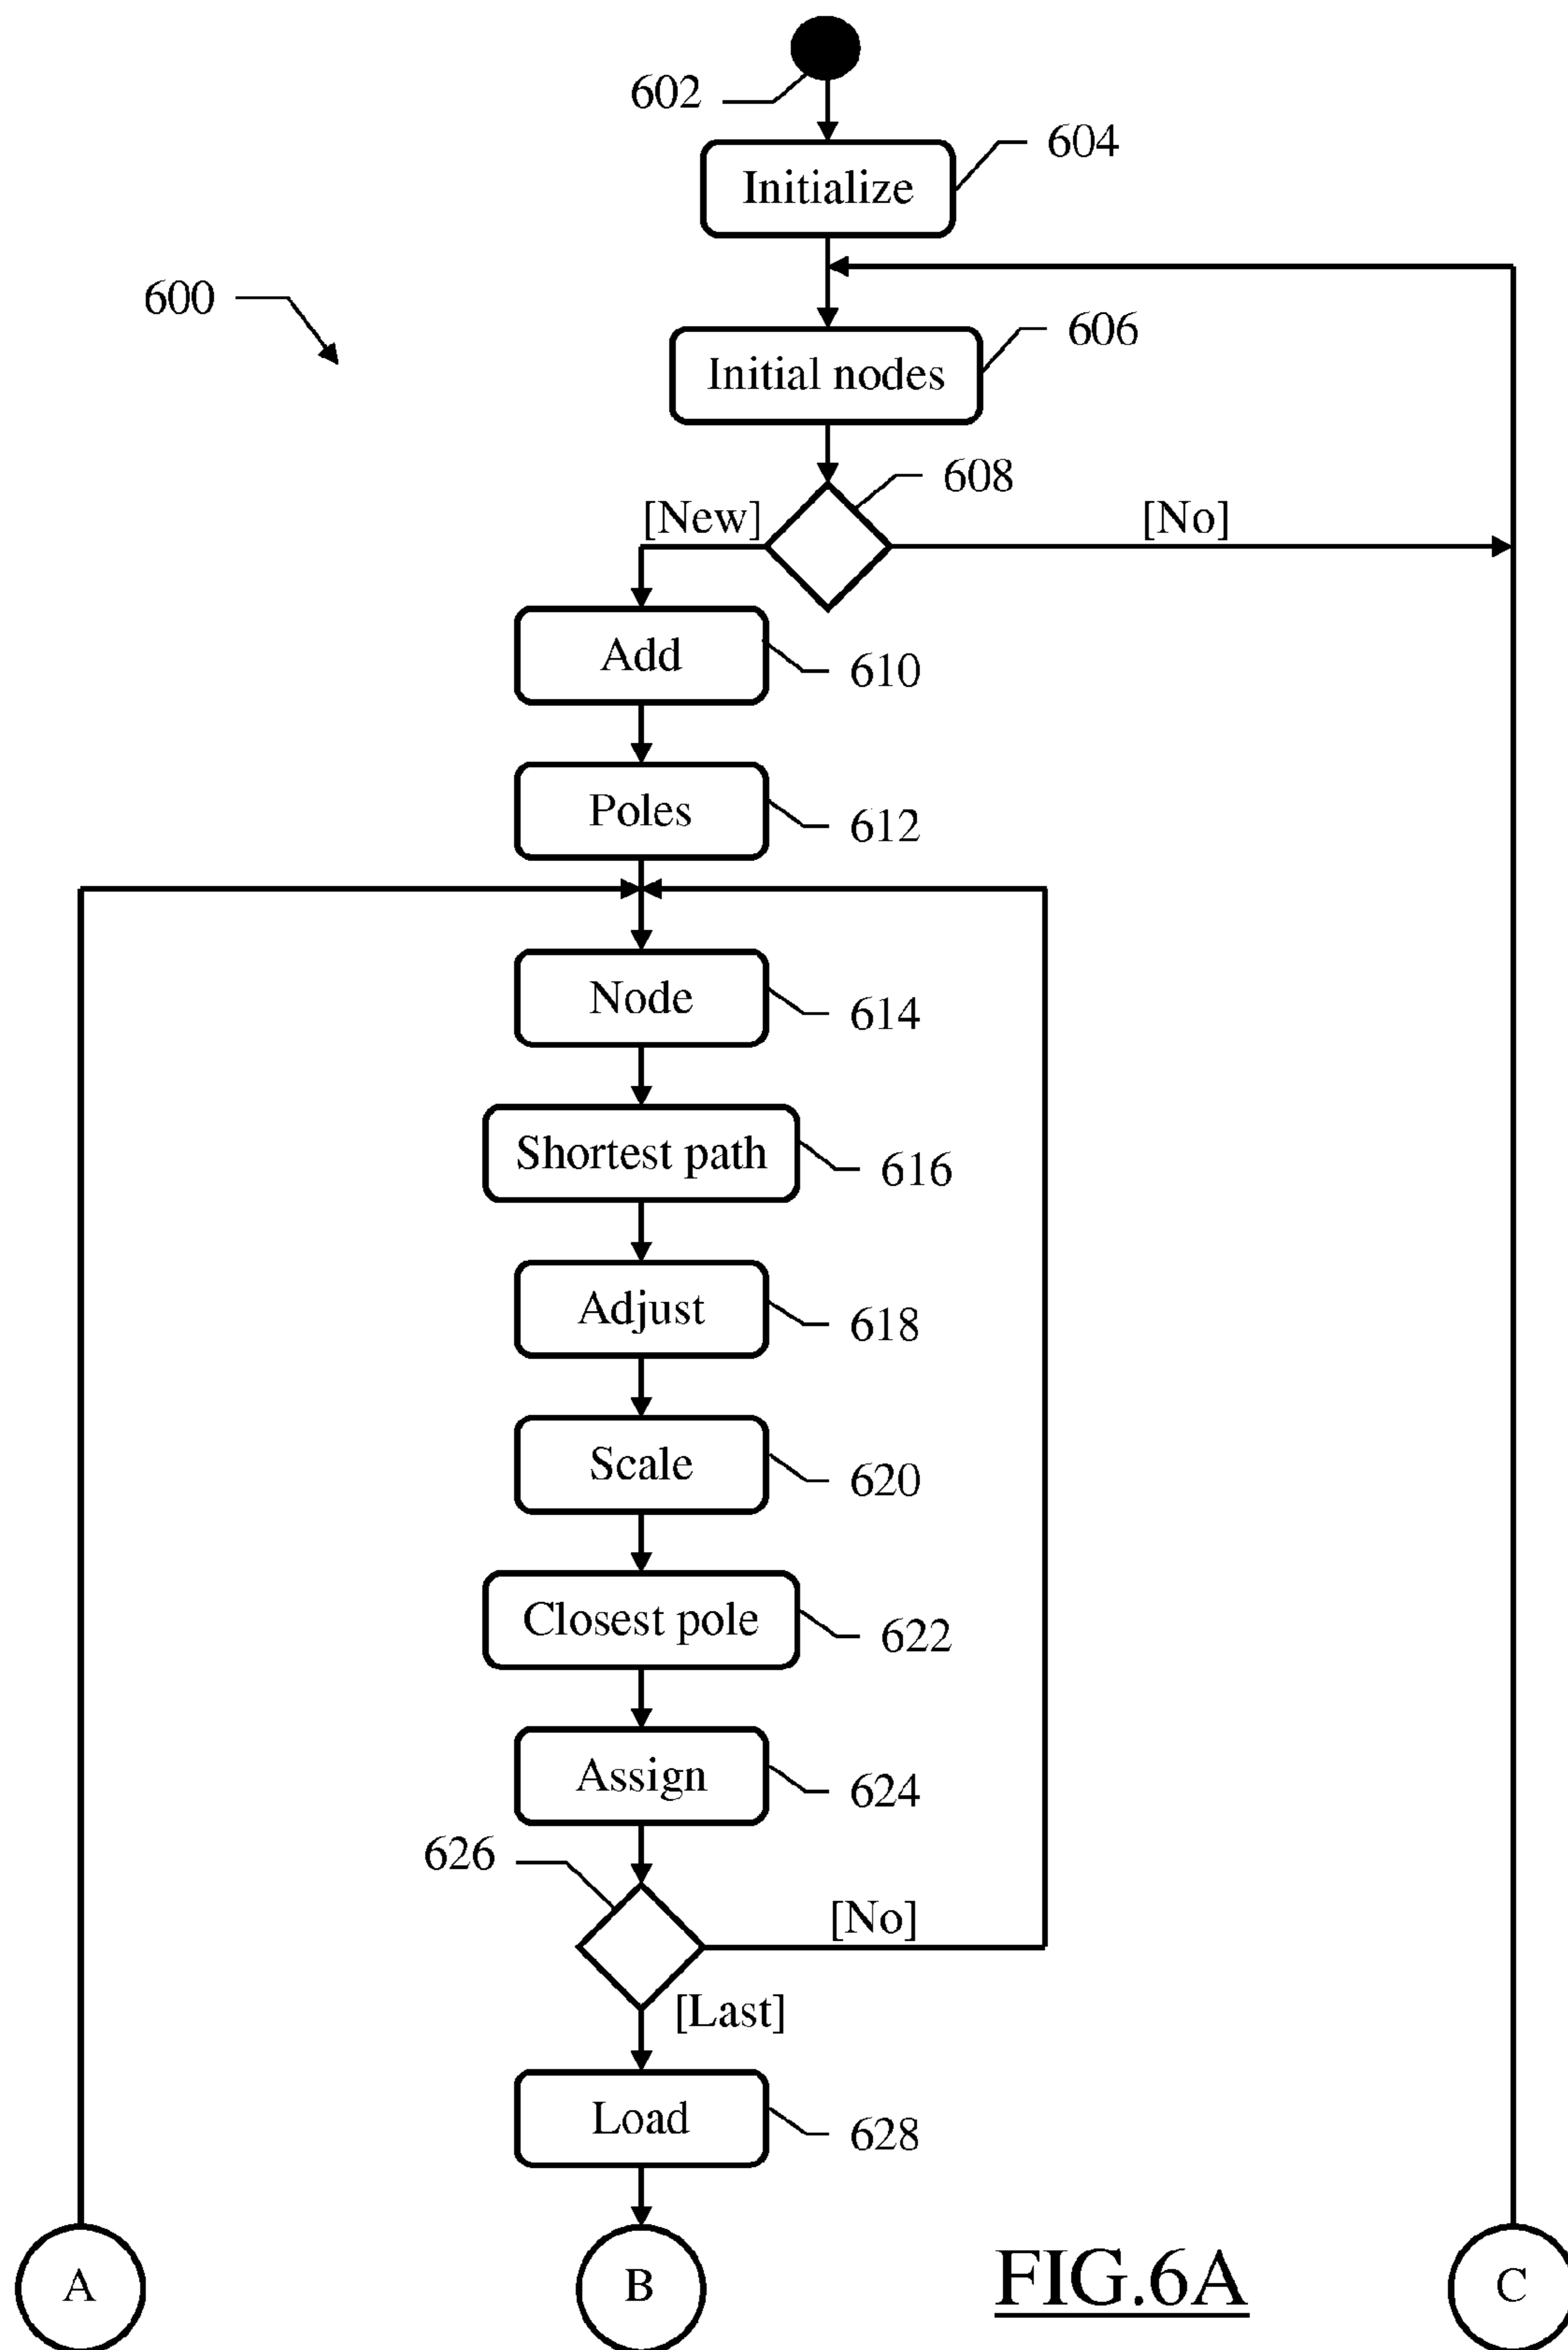 602
604
Initialize
600
606
Initial nodes
608
[New]
[No]
Add
610
Poles
612
Node
614
Shortest path
616
Adjust
618
Scale
620
Closest pole
622
Assign
624
626
[No]
[Last]
Load
628
A
B
FIG.6A
C